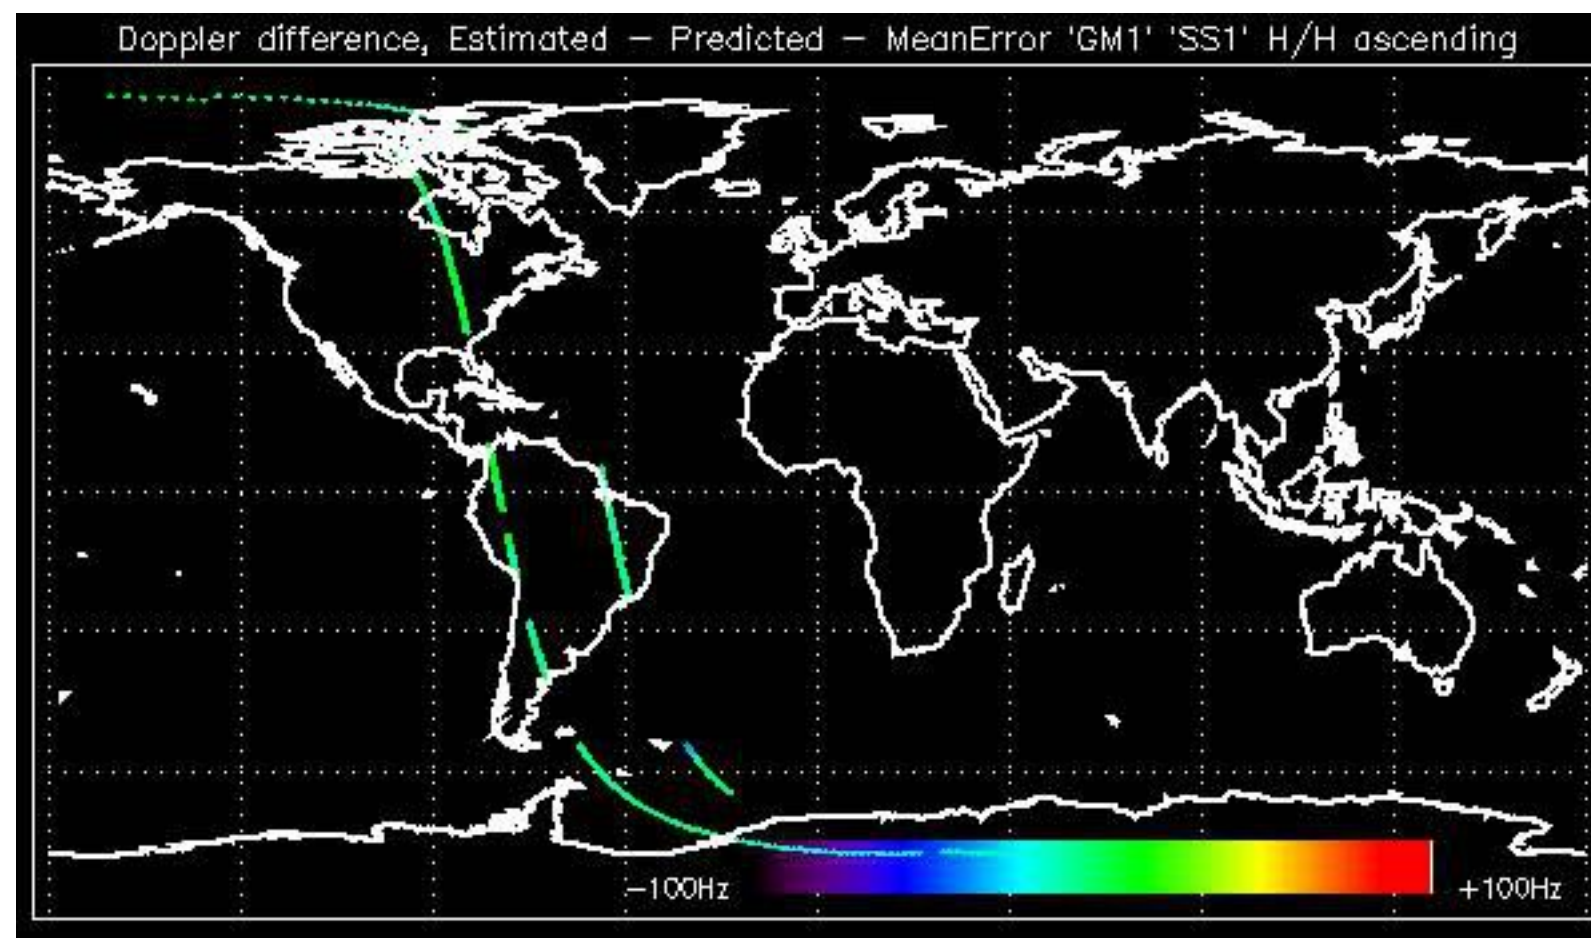 Doppler difference, Estimated – Predicted – MeanError 'GM1' 'SS1' H/H ascending
–100Hz
+100Hz